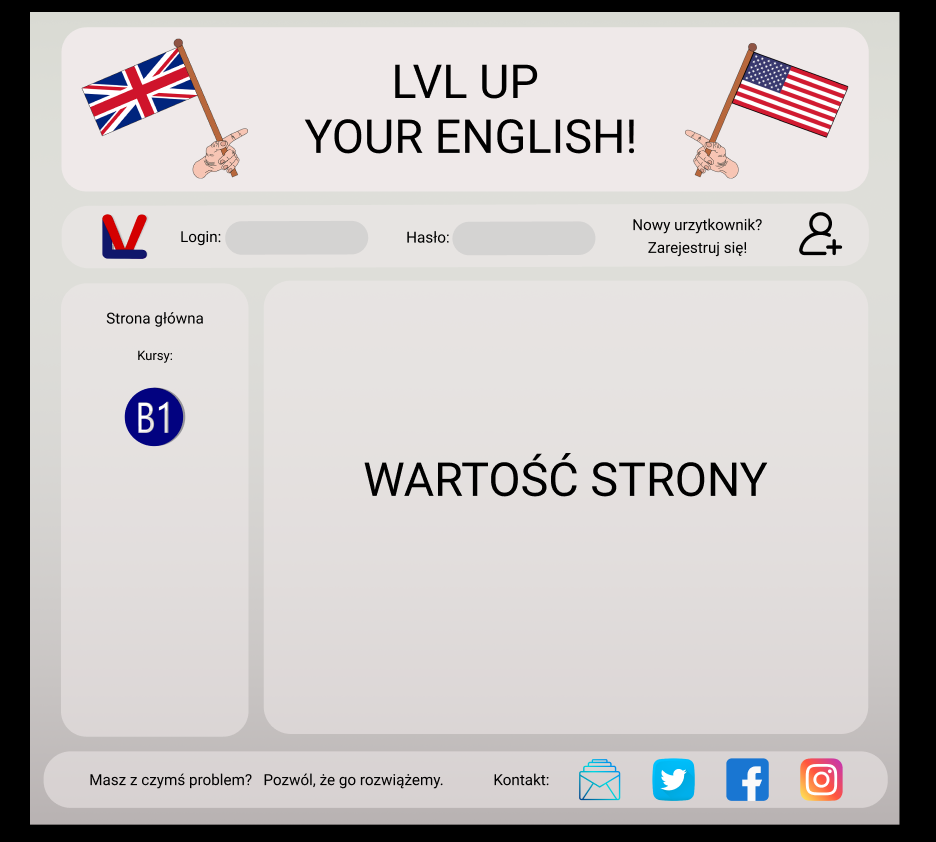 LVL UP
YOUR ENGLISH!
Login:
Hasło:
Nowy urzytkownik?
Zarejestruj się!
Strona główna
Kursy:
B1
WARTOŚĆ STRONY
Masz z czymś problem? Pozwól, że go rozwiążemy.
Kontakt: